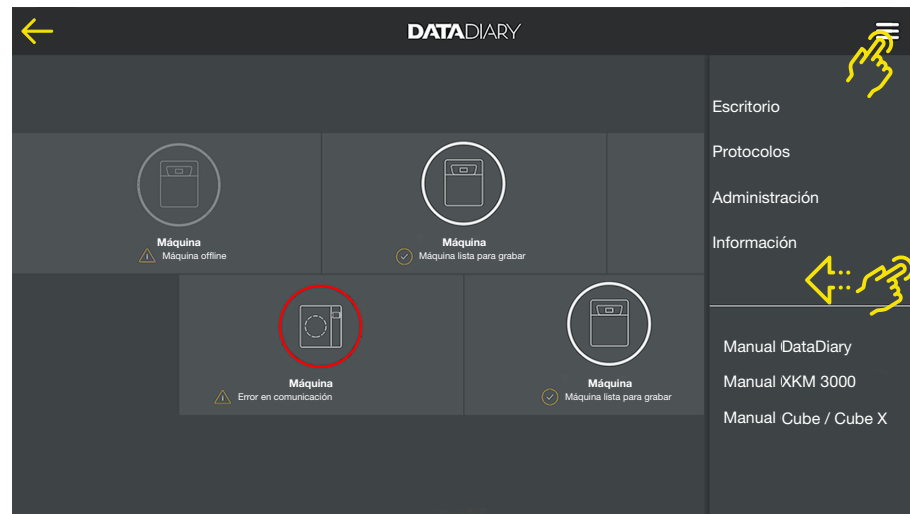 DATADIARY
Escritorio
Protocolos
Administración
Información
Máquina
Máquina offline
Máquina
Máquina lista para grabar
Máquina
Error en comunicación
Máquina
Máquina lista para grabar
Manual DataDiary
Manual XKM 3000
Manual Cube / Cube X